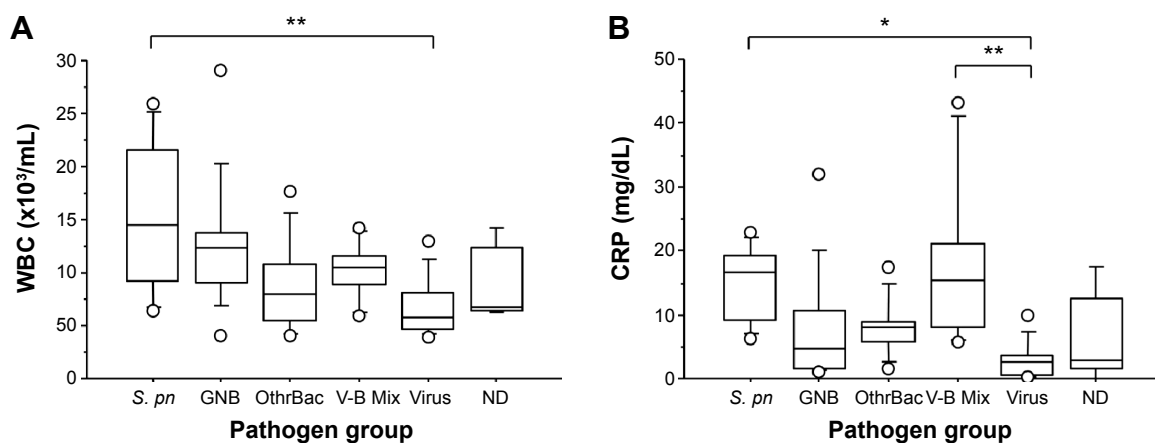 A
**
30
25
20
15
10
50
0
WBC (x10³/mL)
S. pn GNB OthrBac V-B Mix Virus ND
Pathogen group
B
*
**
50
40
30
20
10
0
CRP (mg/dL)
S. pn GNB OthrBac V-B Mix Virus ND
Pathogen group